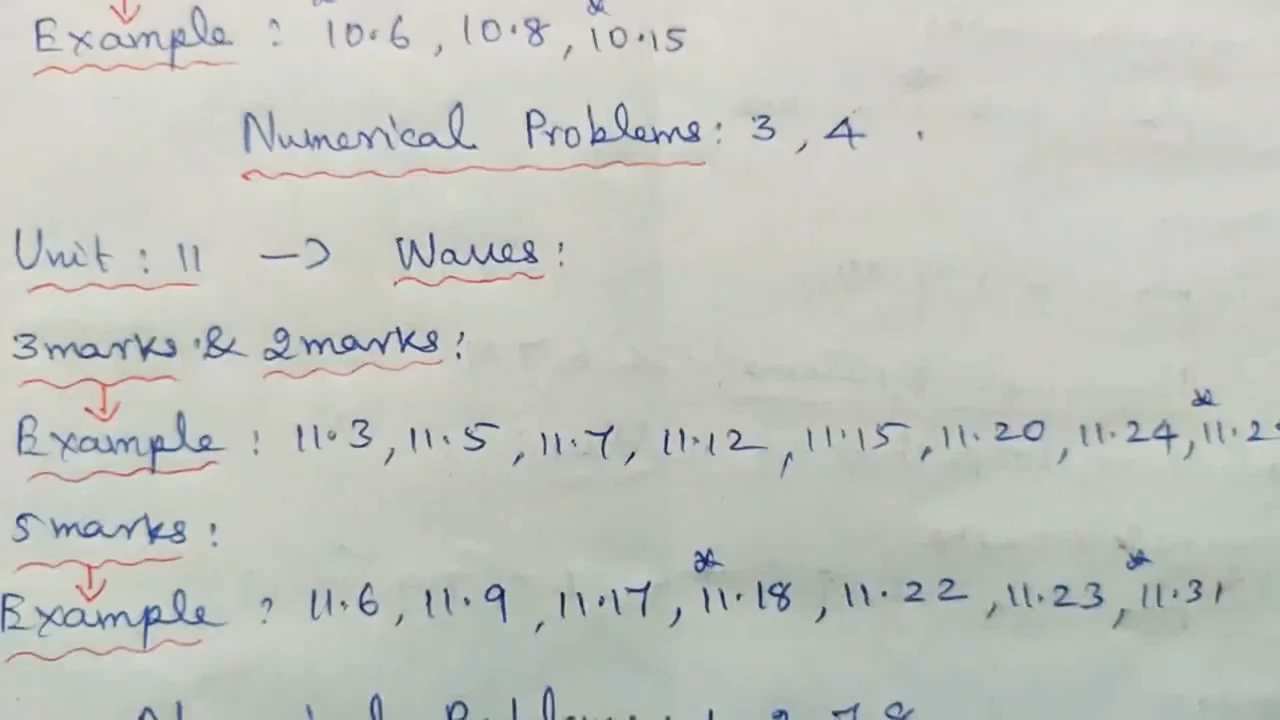 Example : 10.6, 10.8, 10.15
Numerical Problems: 3, 4.
Unit : 11 → Waves:
3marks & 2marks:
Example : 11.3, 11.5, 11.7, 11.12, 11.15, 11.20, 11.24,
5marks:
Example : 11.6, 11.9, 11.17, 11.18, 11.22, 11.23, 11.31